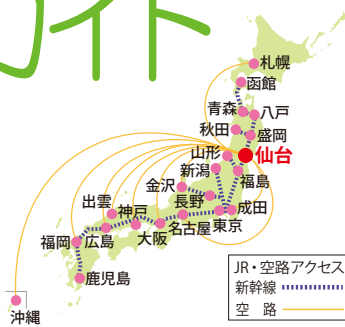 ガイド
札幌
函館
青森
八戸
秋田
盛岡
山形
仙台
新潟
福島
金沢
長野
成田
出雲
神戸
東京
名古屋
福岡
広島
大阪
鹿児島
沖縄
JR・空路アクセス
新幹線
空　路